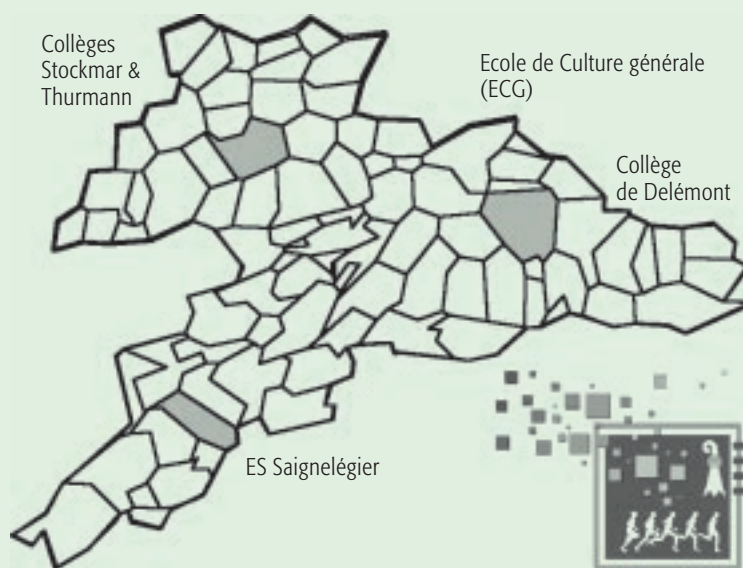 Collèges
Stockmar &
Thurmann
Ecole de Culture générale
(ECG)
Collège
de Delémont
ES Saignelégier